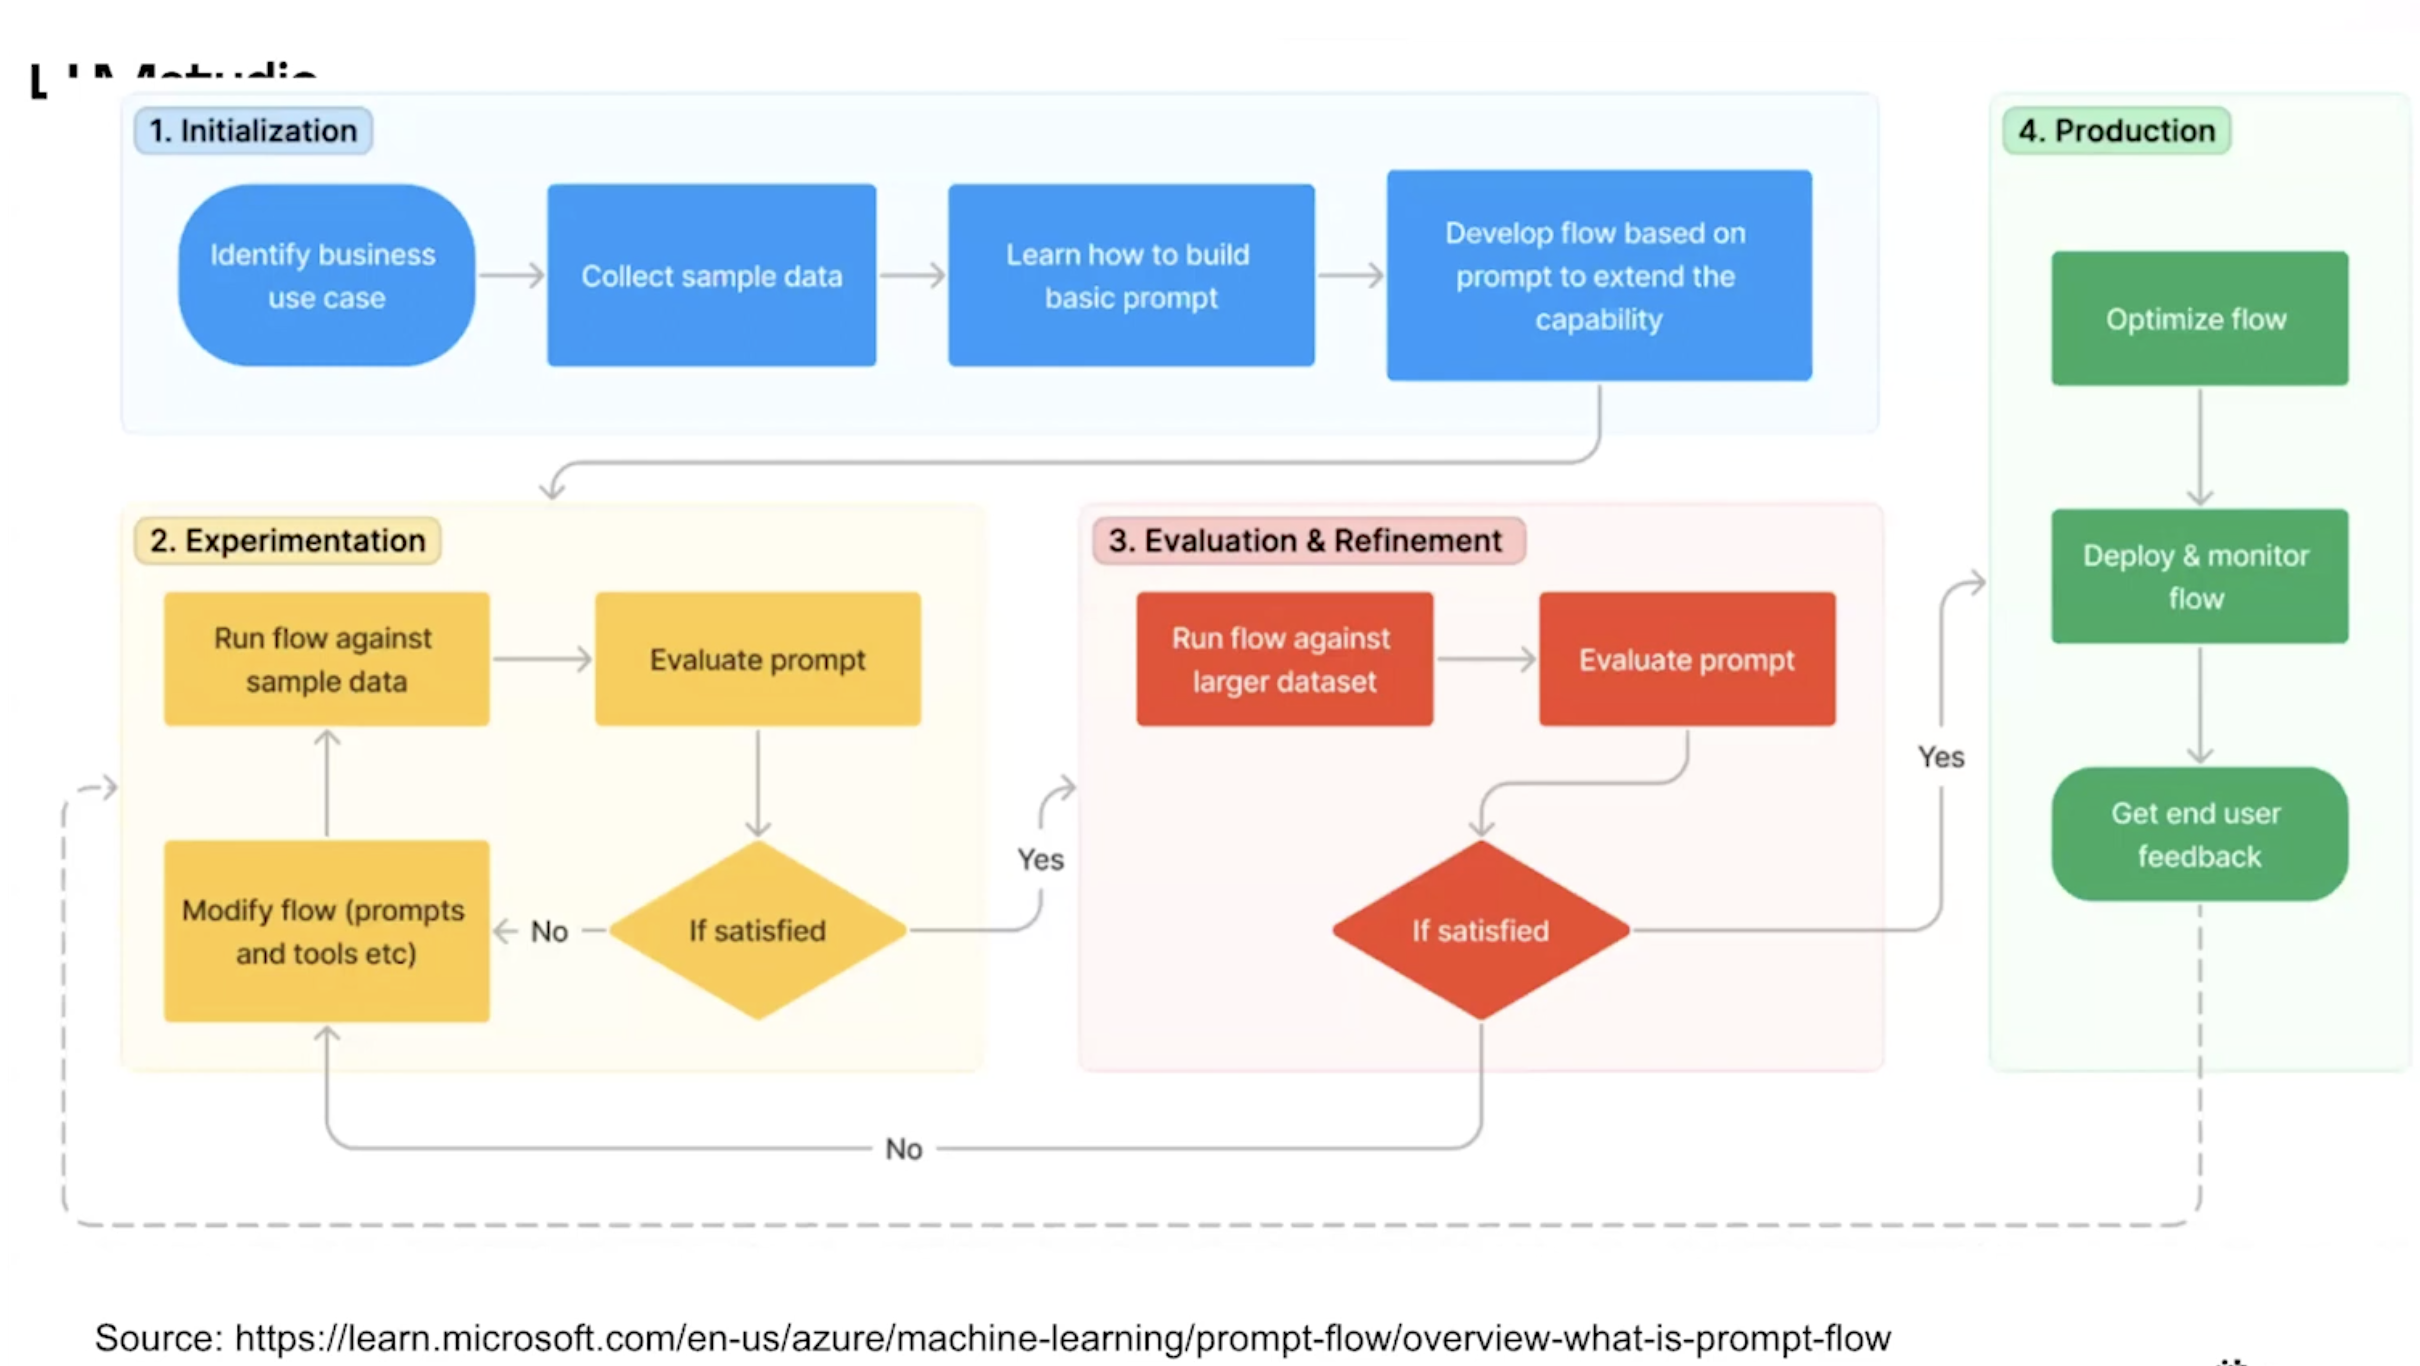 LLMstudio
1. Initialization
Identify business
use case
Collect sample data
Learn how to build
basic prompt
Develop flow based on
prompt to extend the
capability
2. Experimentation
Run flow against
sample data
Evaluate prompt
If satisfied
No
Modify flow (prompts
and tools etc)
Yes
3. Evaluation & Refinement
Run flow against
larger dataset
Evaluate prompt
If satisfied
No
Yes
4. Production
Optimize flow
Deploy & monitor
flow
Get end user
feedback
Source: https://learn.microsoft.com/en-us/azure/machine-learning/prompt-flow/overview-what-is-prompt-flow